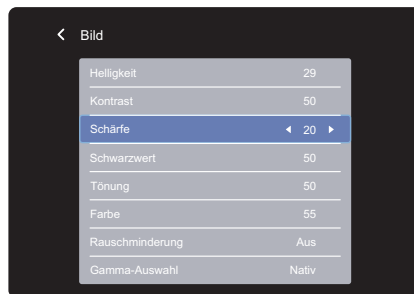 Bild
Helligkeit 29
Kontrast 50
Schärfe 20
Schwarzwert 50
Tönung 50
Farbe 55
Rauschminderung Aus
Gamma-Auswahl Nativ